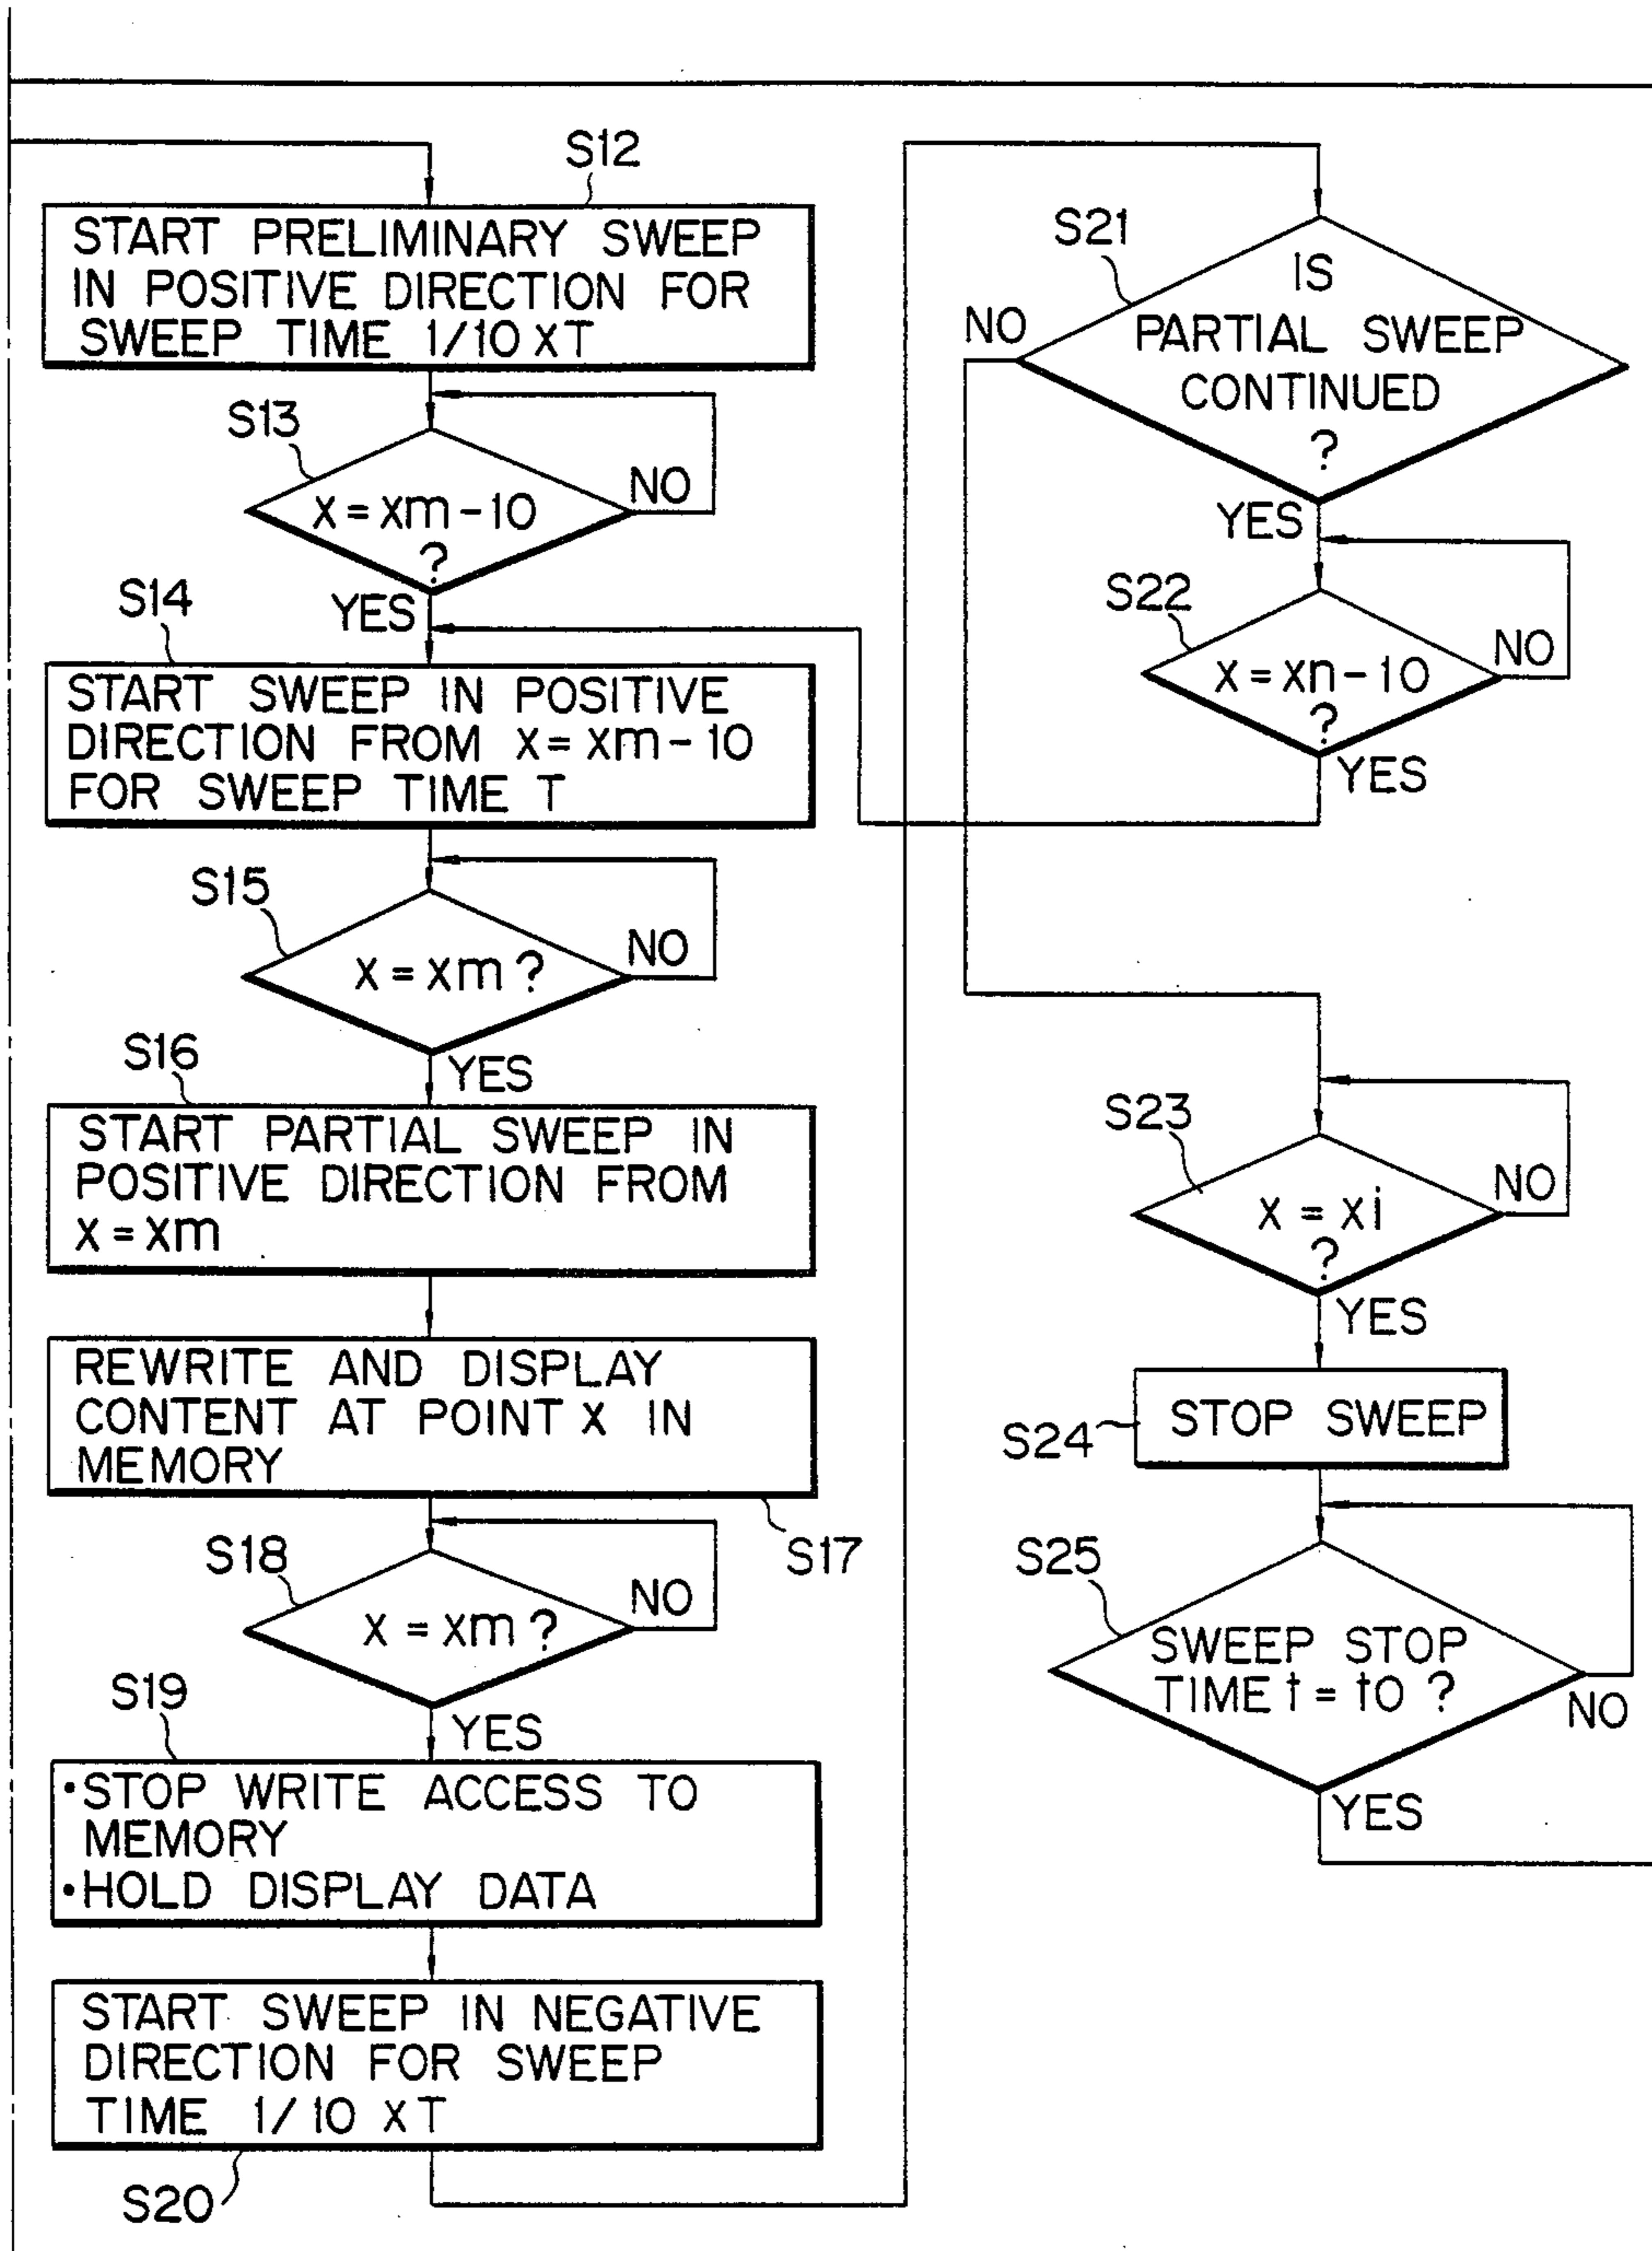 S12
START PRELIMINARY SWEEP
IN POSITIVE DIRECTION FOR
SWEEP TIME 1/10 XT
S13
X = Xm - 10
?
NO
YES
S14
START SWEEP IN POSITIVE
DIRECTION FROM X = Xm - 10
FOR SWEEP TIME T
S15
X = Xm ?
NO
YES
S16
START PARTIAL SWEEP IN
POSITIVE DIRECTION FROM
X = Xm
REWRITE AND DISPLAY
CONTENT AT POINT X IN
MEMORY
S17
S18
X = Xm ?
NO
YES
S19
•STOP WRITE ACCESS TO
MEMORY
•HOLD DISPLAY DATA
START SWEEP IN NEGATIVE
DIRECTION FOR SWEEP
TIME 1/10 XT
S20
S21
IS
PARTIAL SWEEP
CONTINUED
?
NO
YES
S22
X = Xn - 10
?
NO
YES
S23
X = Xi
?
NO
YES
S24
STOP SWEEP
S25
SWEEP STOP
TIME t = t0 ?
NO
YES